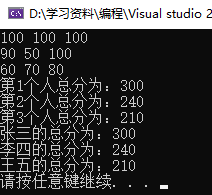 D:\学习资料\编程\Visual studio 2
100 100 100
90 50 100
60 70 80
第1个人总分为：300
第2个人总分为：240
第3个人总分为：210
张三的总分为：300
李四的总分为：240
王五的总分为：210
请按任意键继续. . .